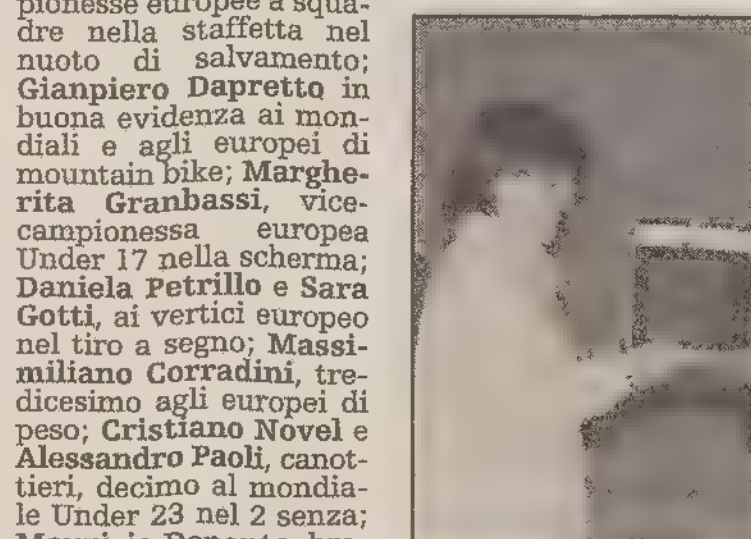 pionesse europee a squa-
dre nella staffetta nel
nuoto di salvamento;
Gianpiero Dapretto in
buona evidenza ai mon-
diali e agli europei di
mountain bike; Marghe-
rita Granbassi, vice-
campionessa europea
Under 17 nella scherma;
Daniela Petrillo e Sara
Gotti, ai vertici europeo
nel tiro a segno; Massi-
miliano Corradini, tre-
dicesimo agli europei di
peso; Cristiano Novel e
Alessandro Paoli, canot-
tieri, decimo al mondia-
le Under 23 nel 2 senza;